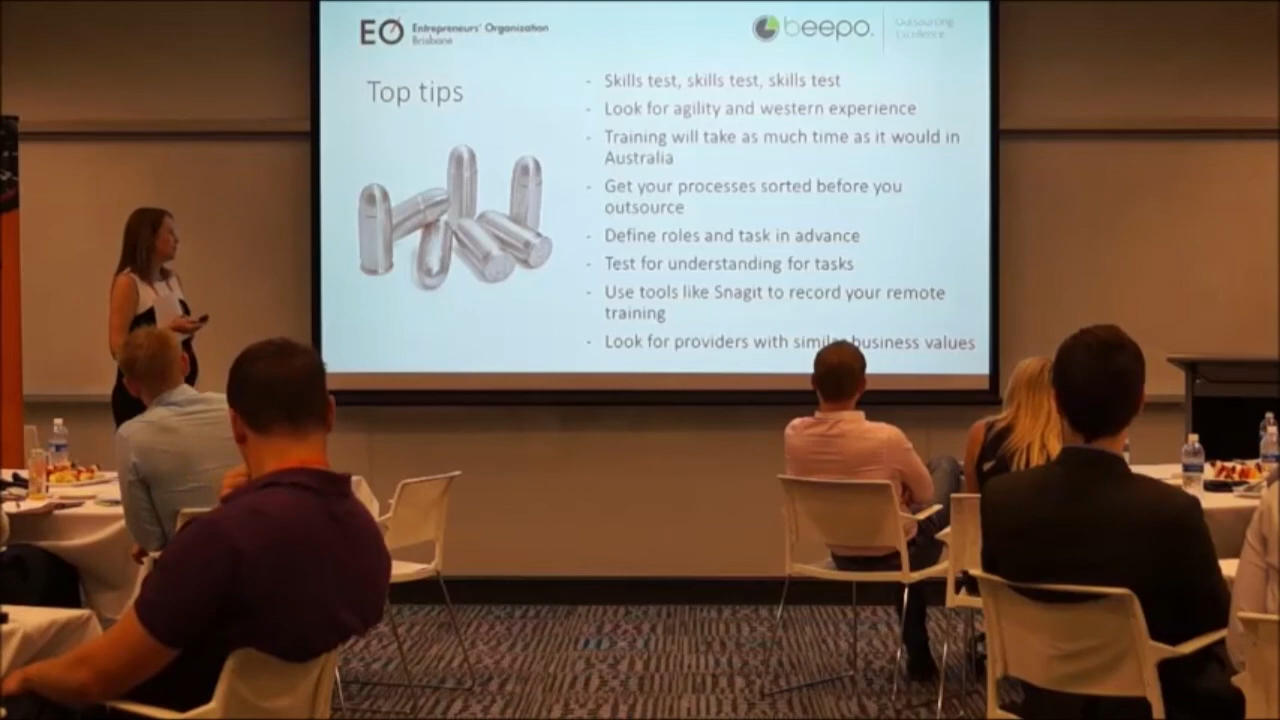 EO Entrepreneurs' Organization
Brisbane
beepo.
Outsourcing
Excellence
Top tips
- Skills test, skills test, skills test
- Look for agility and western experience
- Training will take as much time as it would in
Australia
- Get your processes sorted before you
outsource
- Define roles and task in advance
- Test for understanding for tasks
- Use tools like Snagit to record your remote
training
- Look for providers with similar business values